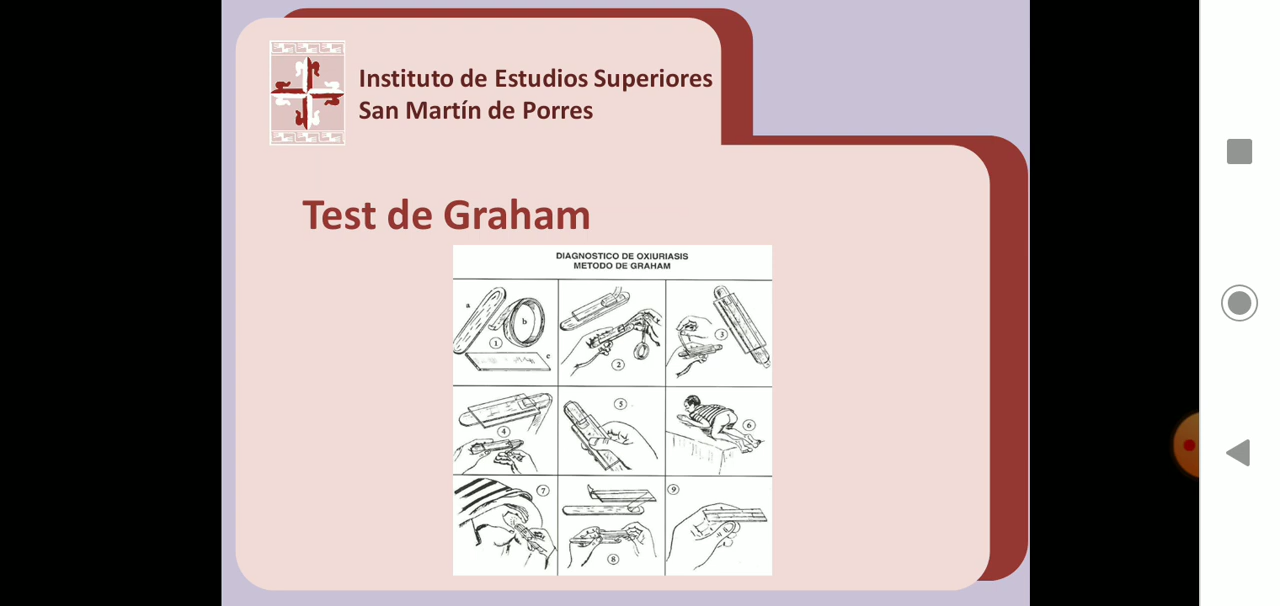 Instituto de Estudios Superiores
San Martín de Porres
Test de Graham
DIAGNOSTICO DE OXIURIASIS
METODO DE GRAHAM
a
b
1
c
2
3
4
5
6
7
8
9